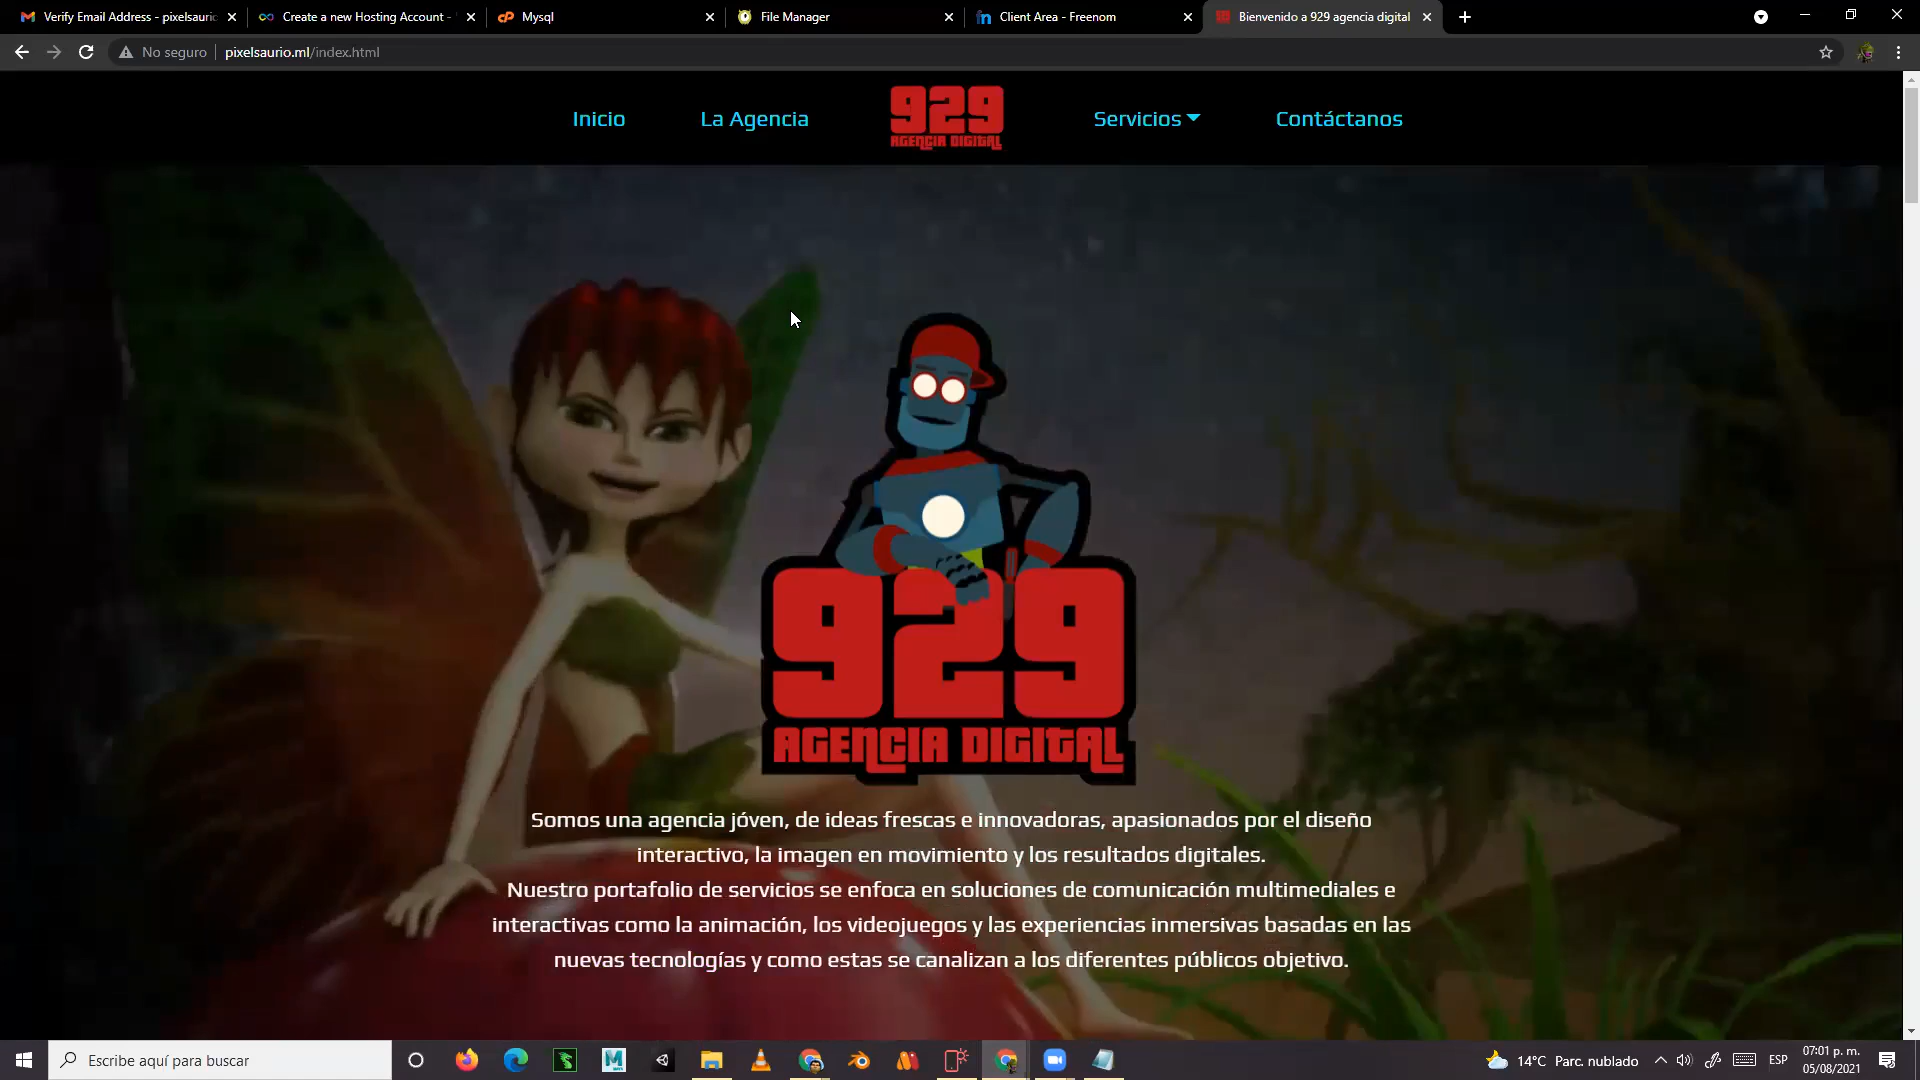 Verify Email Address - pixelsaurio
Create a new Hosting Account -
Mysql
File Manager
Client Area - Freenom
Bienvenido a 929 agencia digital
No seguro
pixelsaurio.ml/index.html
Inicio
La Agencia
929
AGENCIA DIGITAL
Servicios
Contáctanos
929
AGENCIA DIGITAL
Somos una agencia jóven, de ideas frescas e innovadoras, apasionados por el diseño
interactivo, la imagen en movimiento y los resultados digitales.
Nuestro portafolio de servicios se enfoca en soluciones de comunicación multimediales e
interactivas como la animación, los videojuegos y las experiencias inmersivas basadas en las
nuevas tecnologías y como estas se canalizan a los diferentes públicos objetivo.
Escribe aquí para buscar
14°C Parc. nublado
ESP
07:01 p. m.
05/08/2021